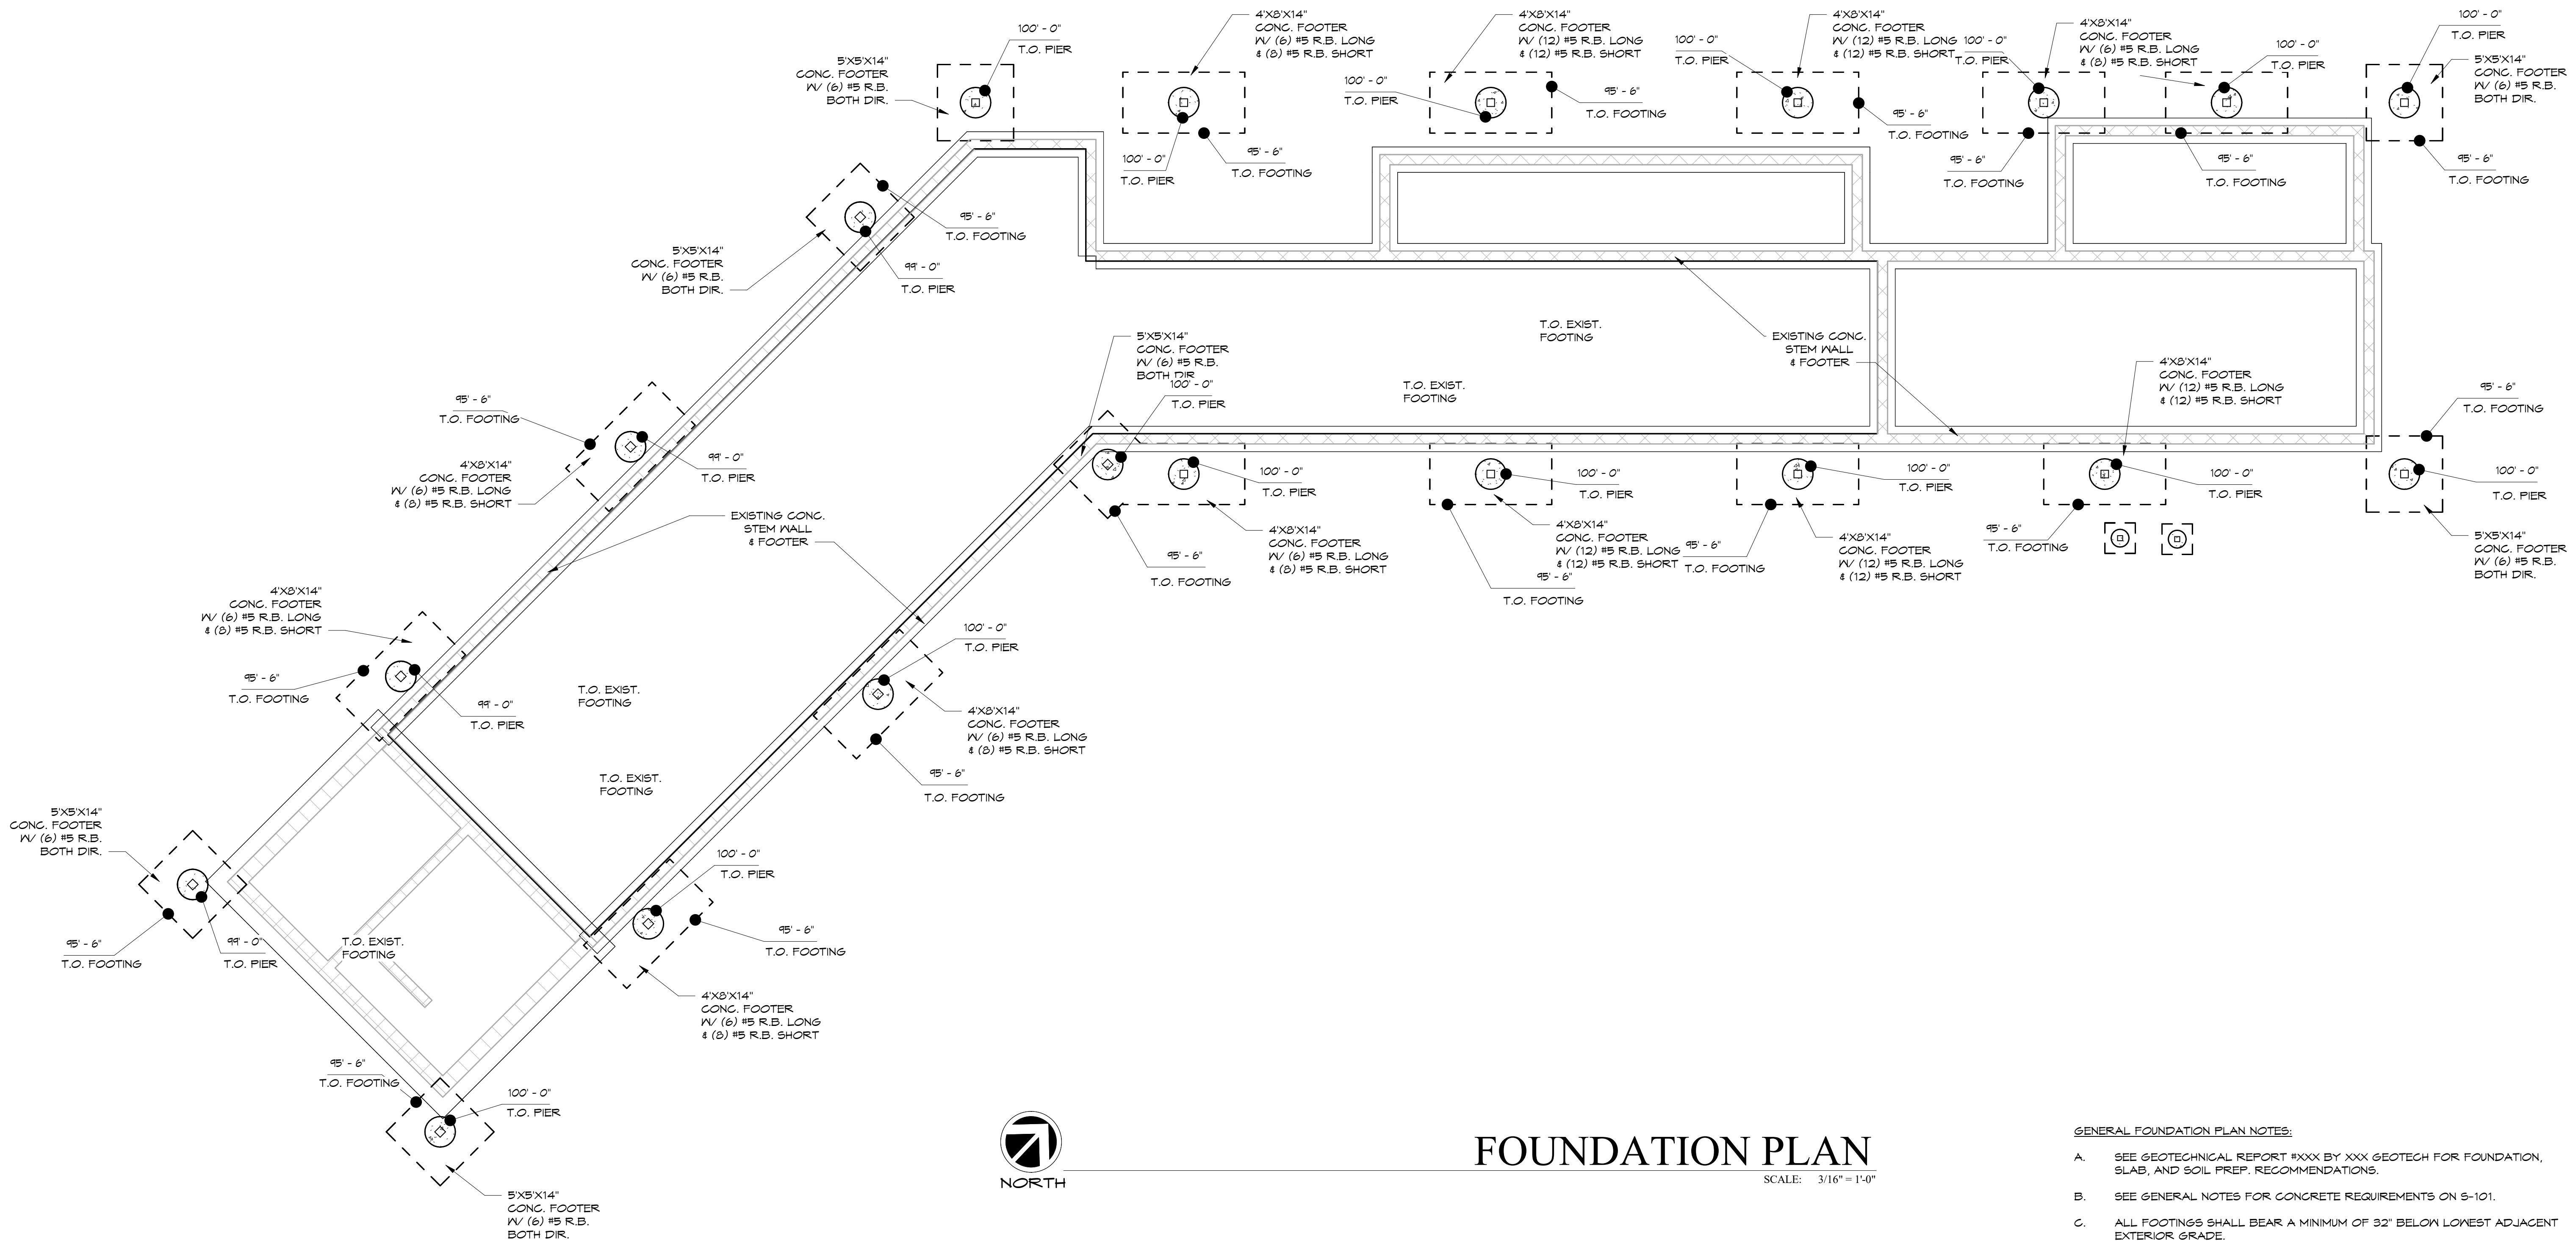 100' - 0"
T.O. PIER
5'X5'X14"
CONC. FOOTER
W/ (6) #5 R.B.
BOTH DIR.
4'X8'X14"
CONC. FOOTER
W/ (6) #5 R.B. LONG
& (8) #5 R.B. SHORT
100' - 0"
T.O. PIER
95' - 6"
T.O. FOOTING
4'X8'X14"
CONC. FOOTER
W/ (12) #5 R.B. LONG
& (12) #5 R.B. SHORT
100' - 0"
T.O. PIER
95' - 6"
T.O. FOOTING
100' - 0"
T.O. PIER
4'X8'X14"
CONC. FOOTER
W/ (12) #5 R.B. LONG
& (12) #5 R.B. SHORT
95' - 6"
T.O. FOOTING
100' - 0"
T.O. PIER
4'X8'X14"
CONC. FOOTER
W/ (6) #5 R.B. LONG
& (8) #5 R.B. SHORT
95' - 6"
T.O. FOOTING
100' - 0"
T.O. PIER
95' - 6"
T.O. FOOTING
100' - 0"
T.O. PIER
5'X5'X14"
CONC. FOOTER
W/ (6) #5 R.B.
BOTH DIR.
95' - 6"
T.O. FOOTING
95' - 6"
T.O. FOOTING
5'X5'X14"
CONC. FOOTER
W/ (6) #5 R.B.
BOTH DIR.
99' - 0"
T.O. PIER
T.O. EXIST.
FOOTING
EXISTING CONC.
STEM WALL
& FOOTER
5'X5'X14"
CONC. FOOTER
W/ (6) #5 R.B.
BOTH DIR.
100' - 0"
T.O. PIER
T.O. EXIST.
FOOTING
4'X8'X14"
CONC. FOOTER
W/ (12) #5 R.B. LONG
& (12) #5 R.B. SHORT
95' - 6"
T.O. FOOTING
95' - 6"
T.O. FOOTING
99' - 0"
T.O. PIER
4'X8'X14"
CONC. FOOTER
W/ (6) #5 R.B. LONG
& (8) #5 R.B. SHORT
100' - 0"
T.O. PIER
100' - 0"
T.O. PIER
100' - 0"
T.O. PIER
100' - 0"
T.O. PIER
100' - 0"
T.O. PIER
EXISTING CONC.
STEM WALL
& FOOTER
95' - 6"
T.O. FOOTING
4'X8'X14"
CONC. FOOTER
W/ (6) #5 R.B. LONG
& (8) #5 R.B. SHORT
4'X8'X14"
CONC. FOOTER
W/ (12) #5 R.B. LONG
& (12) #5 R.B. SHORT
95' - 6"
T.O. FOOTING
95' - 6"
T.O. FOOTING
4'X8'X14"
CONC. FOOTER
W/ (12) #5 R.B. LONG
& (12) #5 R.B. SHORT
95' - 6"
T.O. FOOTING
5'X5'X14"
CONC. FOOTER
W/ (6) #5 R.B.
BOTH DIR.
4'X8'X14"
CONC. FOOTER
W/ (6) #5 R.B. LONG
& (8) #5 R.B. SHORT
95' - 6"
T.O. FOOTING
99' - 0"
T.O. PIER
T.O. EXIST.
FOOTING
100' - 0"
T.O. PIER
4'X8'X14"
CONC. FOOTER
W/ (6) #5 R.B. LONG
& (8) #5 R.B. SHORT
T.O. EXIST.
FOOTING
95' - 6"
T.O. FOOTING
5'X5'X14"
CONC. FOOTER
W/ (6) #5 R.B.
BOTH DIR.
100' - 0"
T.O. PIER
95' - 6"
T.O. FOOTING
99' - 0"
T.O. PIER
T.O. EXIST.
FOOTING
95' - 6"
T.O. FOOTING
4'X8'X14"
CONC. FOOTER
W/ (6) #5 R.B. LONG
& (8) #5 R.B. SHORT
95' - 6"
T.O. FOOTING
100' - 0"
T.O. PIER
5'X5'X14"
CONC. FOOTER
W/ (6) #5 R.B.
BOTH DIR.
NORTH
FOUNDATION PLAN
SCALE: 3/16" = 1'-0"
GENERAL FOUNDATION PLAN NOTES:
A. SEE GEOTECHNICAL REPORT #XXX BY XXX GEOTECH FOR FOUNDATION,
SLAB, AND SOIL PREP. RECOMMENDATIONS.
B. SEE GENERAL NOTES FOR CONCRETE REQUIREMENTS ON S-101.
C. ALL FOOTINGS SHALL BEAR A MINIMUM OF 32" BELOW LOWEST ADJACENT
EXTERIOR GRADE.